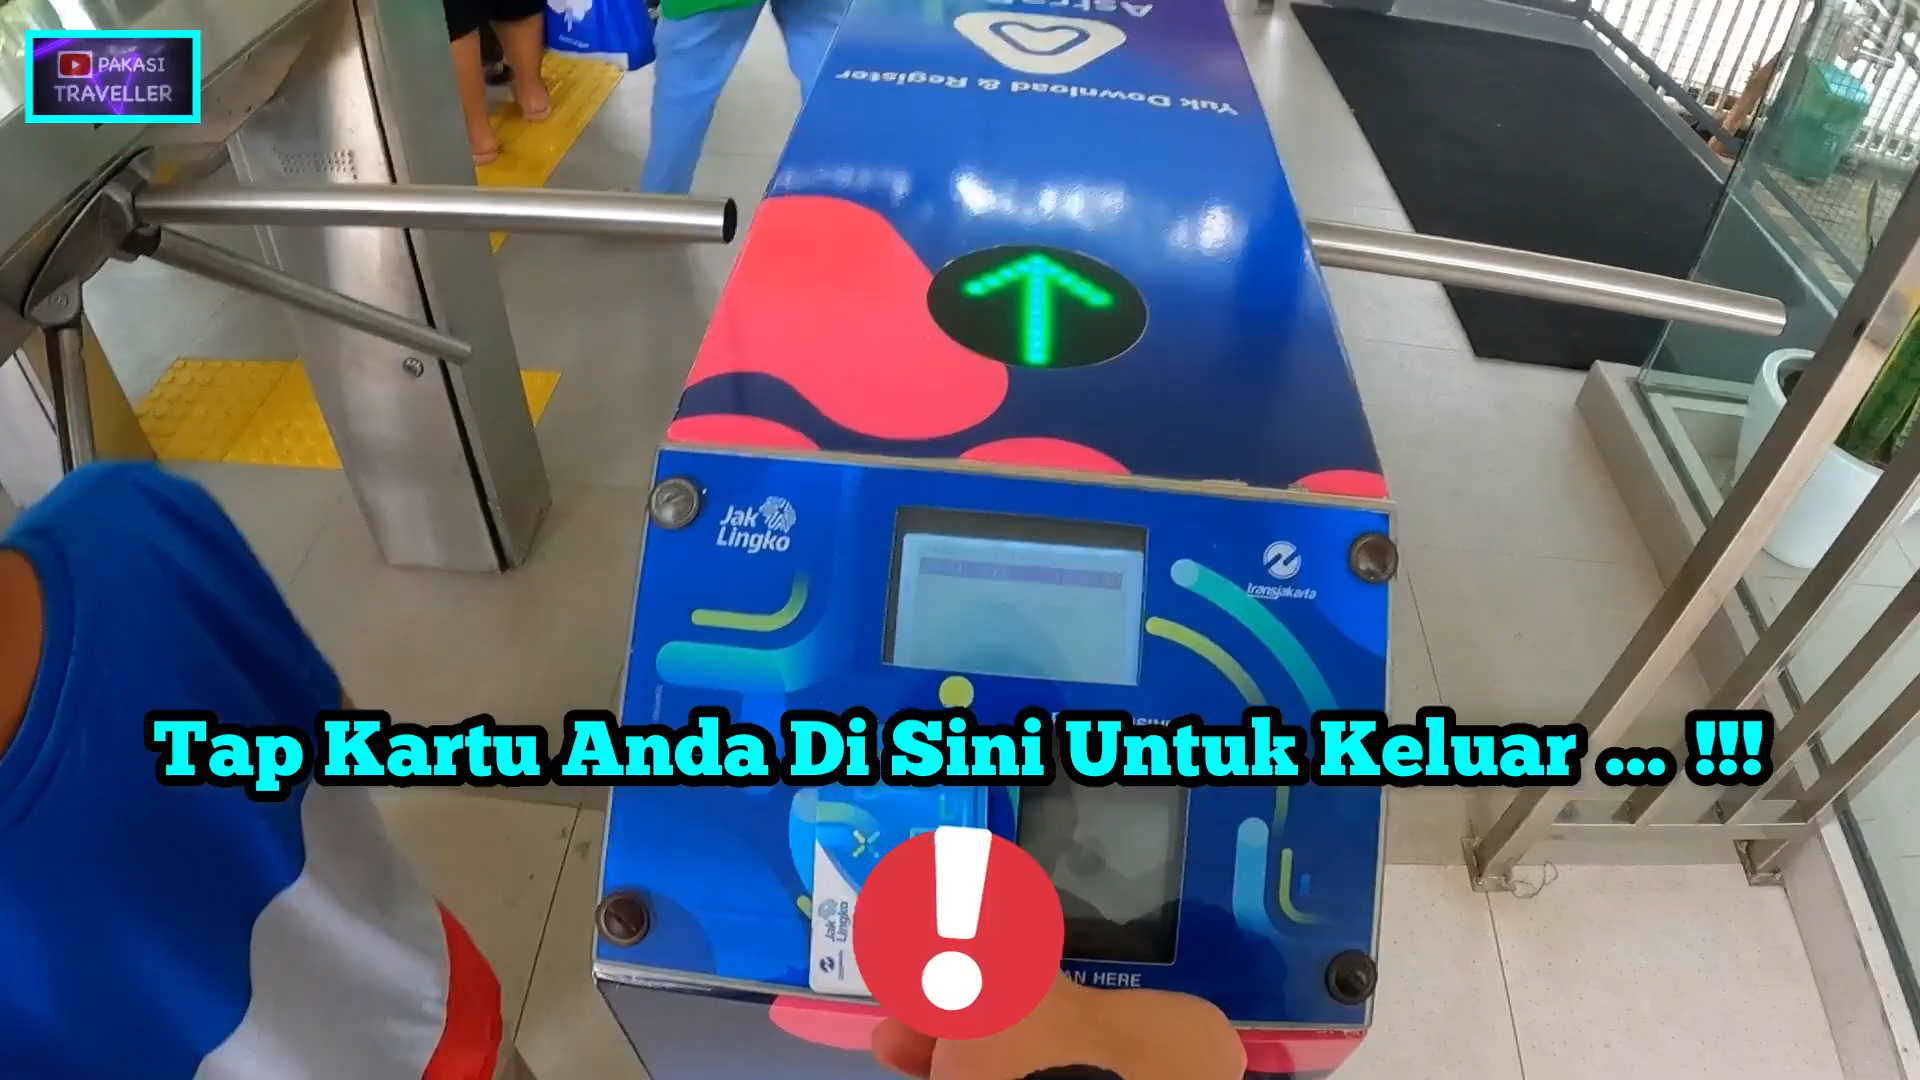 PAKASI
TRAVELLER
Yuk Download & Register
Jak
Lingko
transjakarta
Tap Kartu Anda Di Sini Untuk Keluar ... !!!
Jak
Lingko
HERE